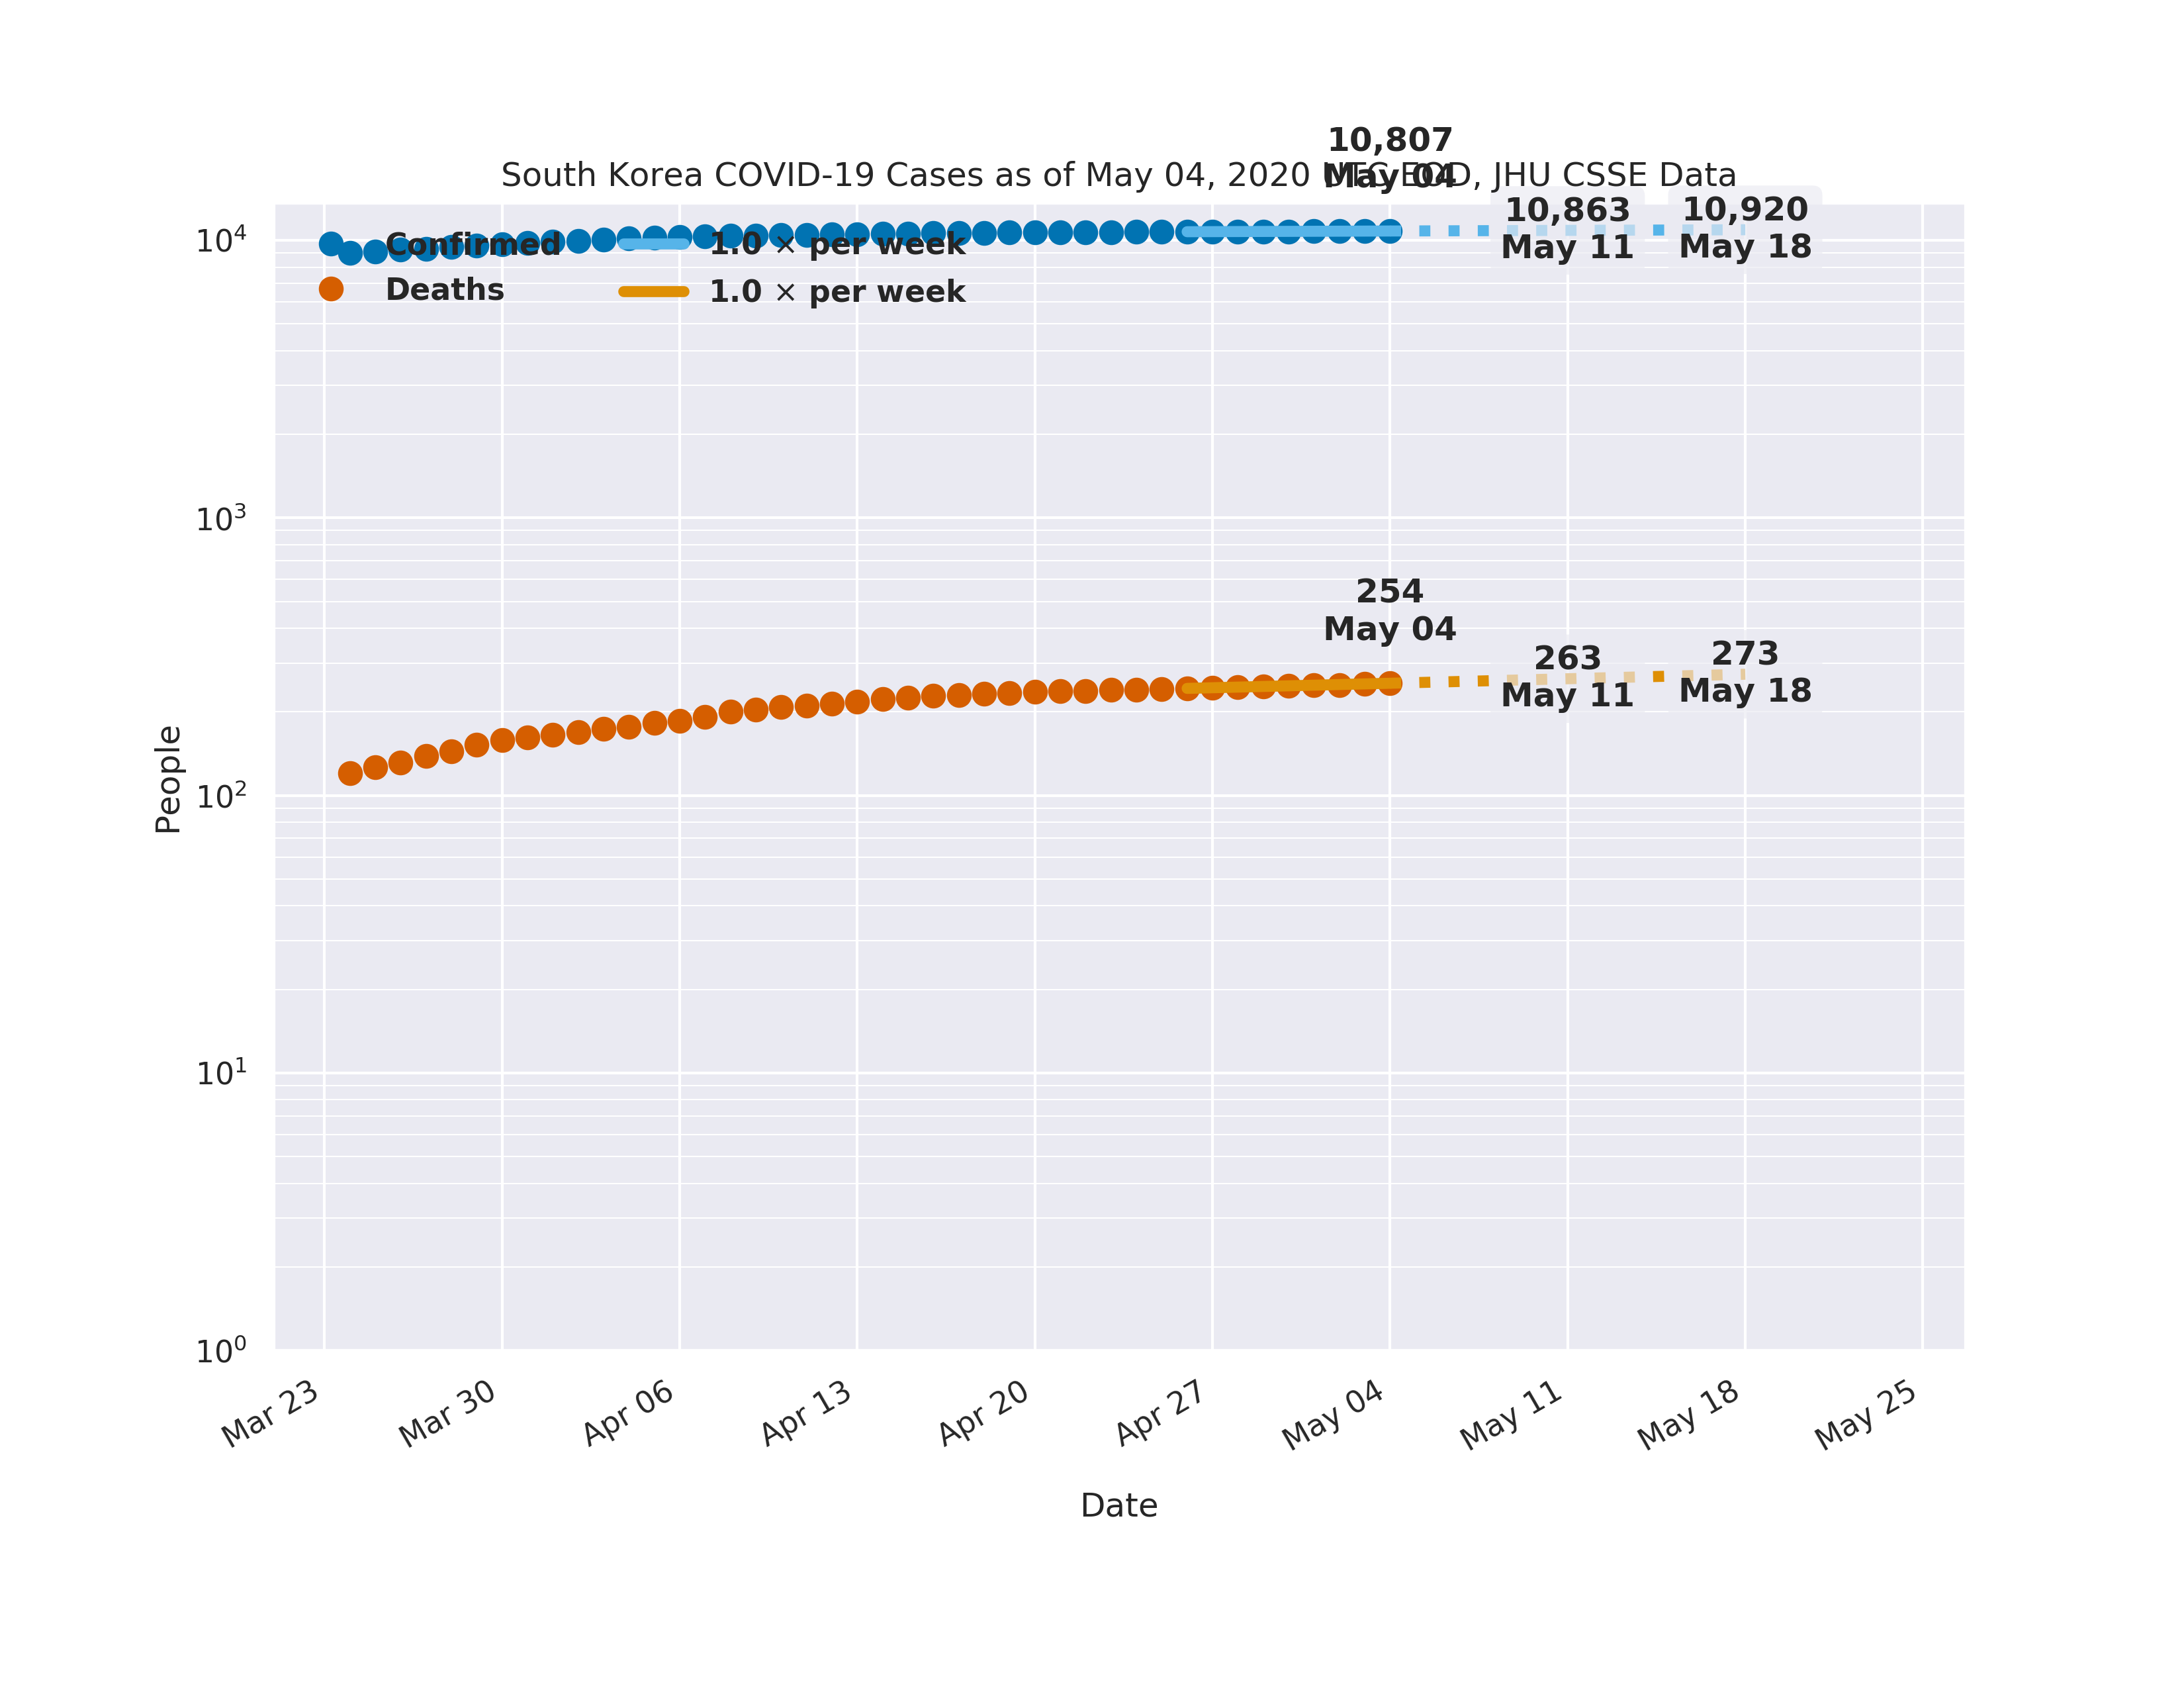 10,807
May 04
South Korea COVID-19 Cases as of May 04, 2020 UTC EOD, JHU CSSE Data
10,863
May 11
10,920
May 18
Confirmed
1.0 × per week
Deaths
1.0 × per week
254
May 04
263
May 11
273
May 18
People
10⁴
10³
10²
10¹
10⁰
Mar 23
Mar 30
Apr 06
Apr 13
Apr 20
Apr 27
May 04
May 11
May 18
May 25
Date